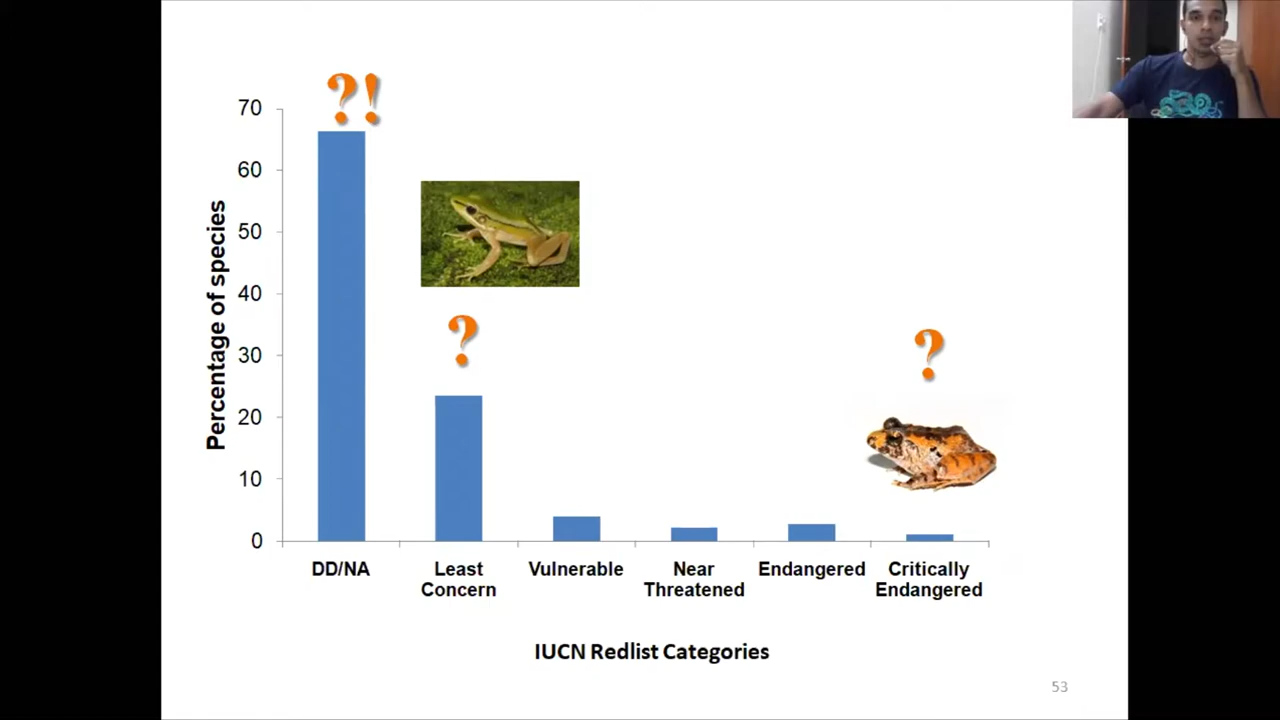 ?!
70
60
50
40
30
20
10
0
Percentage of species
?
?
DD/NA
Least
Concern
Vulnerable
Near
Threatened
Endangered
Critically
Endangered
IUCN Redlist Categories
53